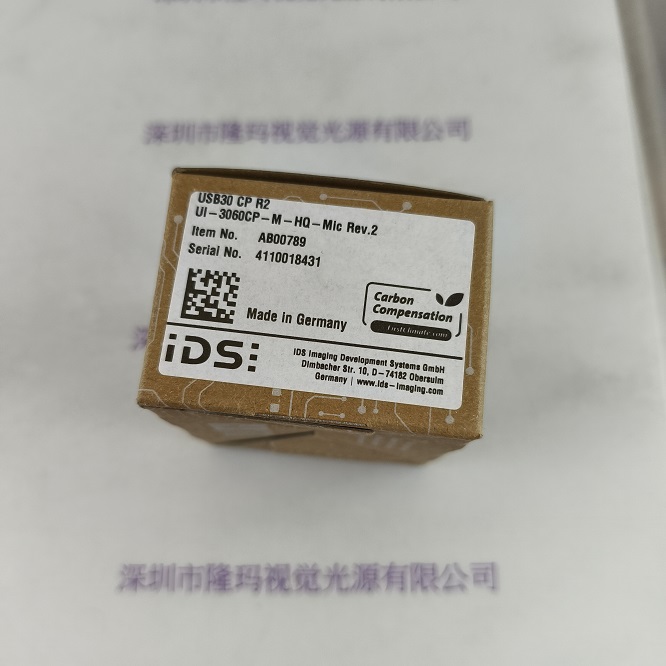 深圳市隆玛视觉光源有限公司
USB30 CP R2
UI-3060CP-M-HQ-Mic Rev.2
Item No. AB00789
Serial No. 4110018431
Carbon
Compensation
FirstClimate.com
Made in Germany
iDS:
IDS Imaging Development Systems GmbH
Dimbacher Str. 10, D-74182 Obersulm
Germany | www.ids-imaging.com
深圳市隆玛视觉光源有限公司